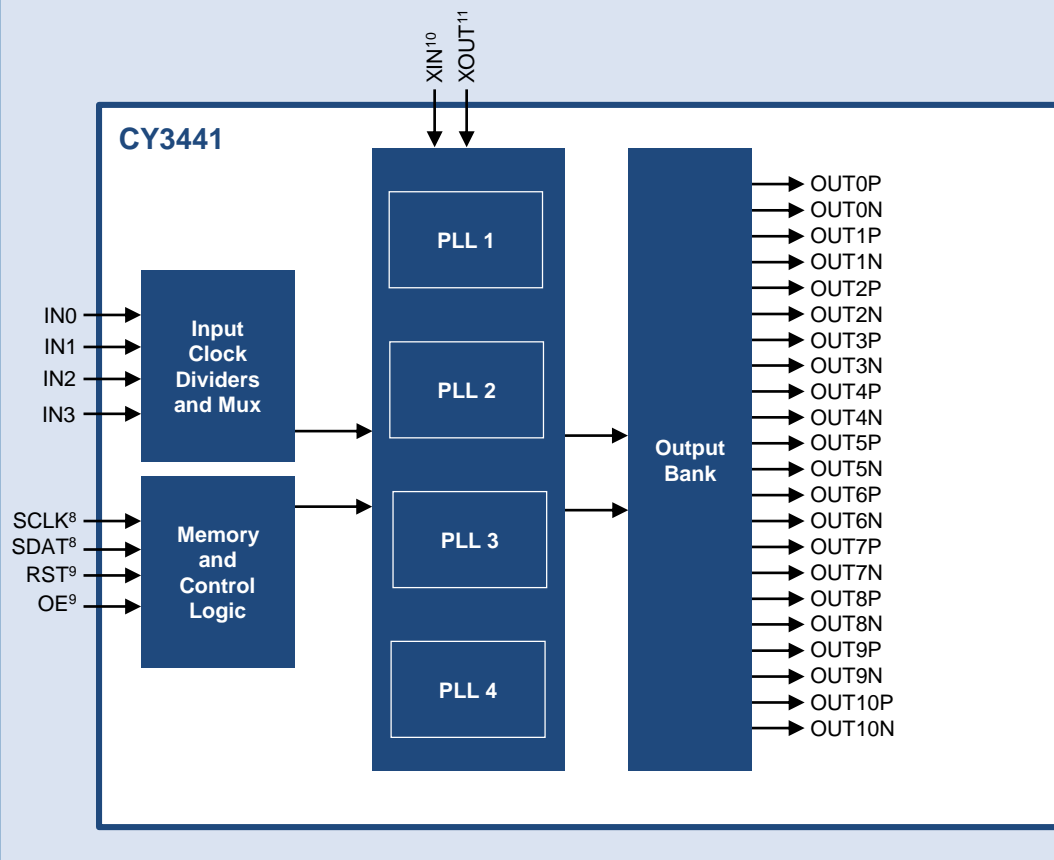 XIN¹⁰
XOUT¹¹
CY3441
Input
Clock
Dividers
and Mux
IN0
IN1
IN2
IN3
Memory
and
Control
Logic
SCLK⁸
SDAT⁸
RST⁹
OE⁹
PLL 1
PLL 2
PLL 3
PLL 4
Output
Bank
OUT0P
OUT0N
OUT1P
OUT1N
OUT2P
OUT2N
OUT3P
OUT3N
OUT4P
OUT4N
OUT5P
OUT5N
OUT6P
OUT6N
OUT7P
OUT7N
OUT8P
OUT8N
OUT9P
OUT9N
OUT10P
OUT10N